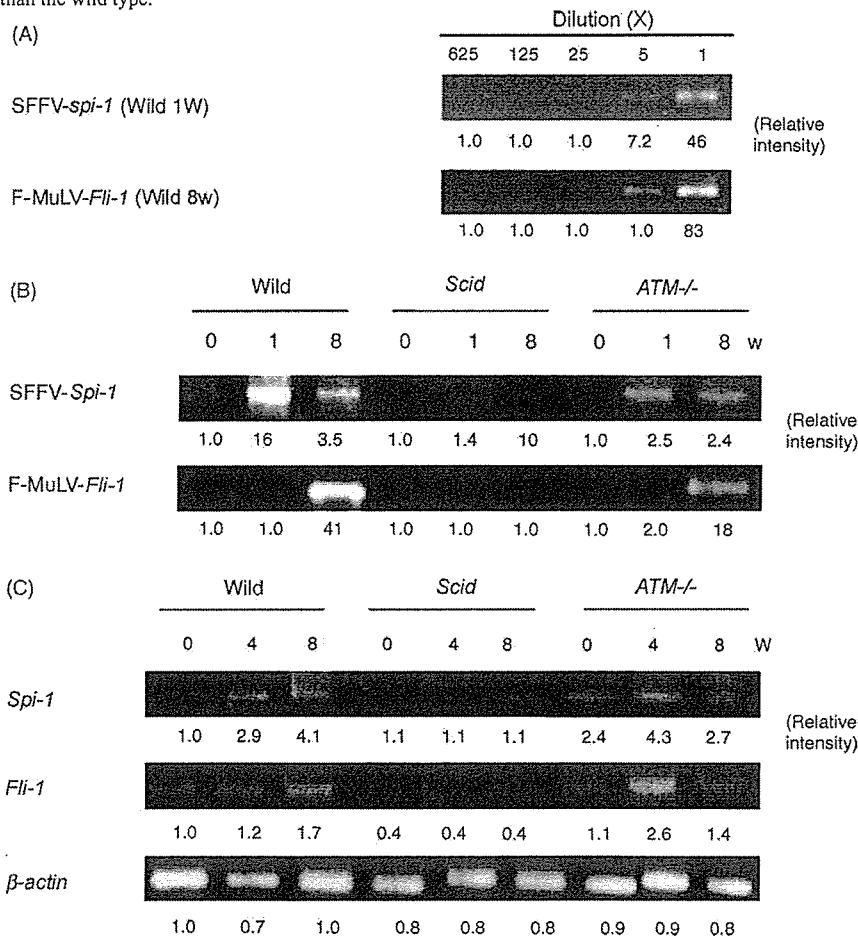 than the wild type.
(A)
Dilution (X)
625 125 25 5 1
SFFV-spi-1 (Wild 1W)
1.0 1.0 1.0 7.2 46
(Relative intensity)
F-MuLV-Fli-1 (Wild 8w)
1.0 1.0 1.0 1.0 83
(B)
Wild Scid ATM-/-
0 1 8 0 1 8 0 1 8 w
SFFV-Spi-1
1.0 16 3.5 1.0 1.4 10 1.0 2.5 2.4
(Relative intensity)
F-MuLV-Fli-1
1.0 1.0 41 1.0 1.0 1.0 1.0 2.0 18
(C)
Wild Scid ATM-/-
0 4 8 0 4 8 0 4 8 W
Spi-1
1.0 2.9 4.1 1.1 1.1 1.1 2.4 4.3 2.7
(Relative intensity)
Fli-1
1.0 1.2 1.7 0.4 0.4 0.4 1.1 2.6 1.4
β-actin
1.0 0.7 1.0 0.8 0.8 0.8 0.9 0.9 0.8